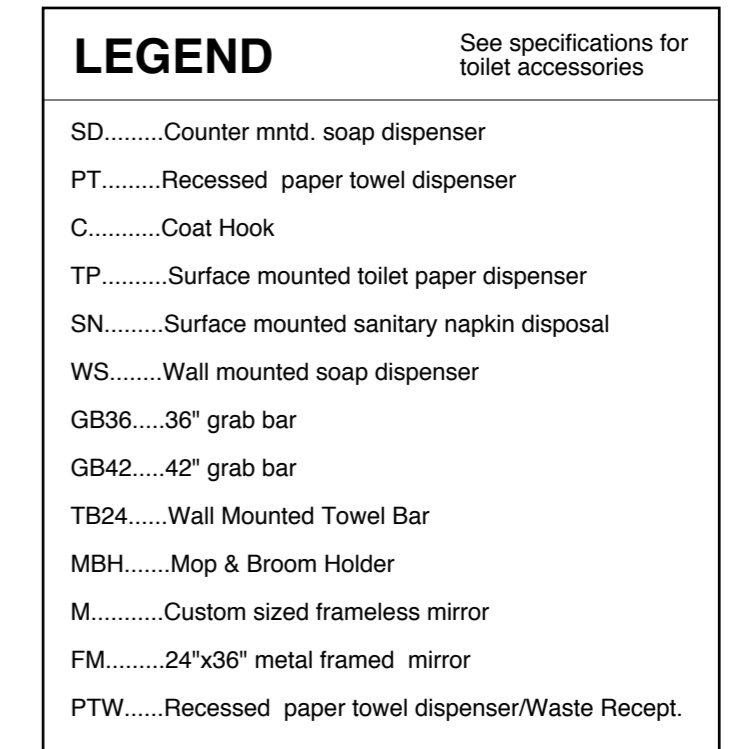 LEGEND
See specifications for
toilet accessories
SD.........Counter mntd. soap dispenser
PT.........Recessed  paper towel dispenser
C...........Coat Hook
TP..........Surface mounted toilet paper dispenser
SN.........Surface mounted sanitary napkin disposal
WS........Wall mounted soap dispenser
GB36.....36" grab bar
GB42.....42" grab bar
TB24......Wall Mounted Towel Bar
MBH.......Mop & Broom Holder
M...........Custom sized frameless mirror
FM.........24"x36" metal framed  mirror
PTW......Recessed  paper towel dispenser/Waste Recept.